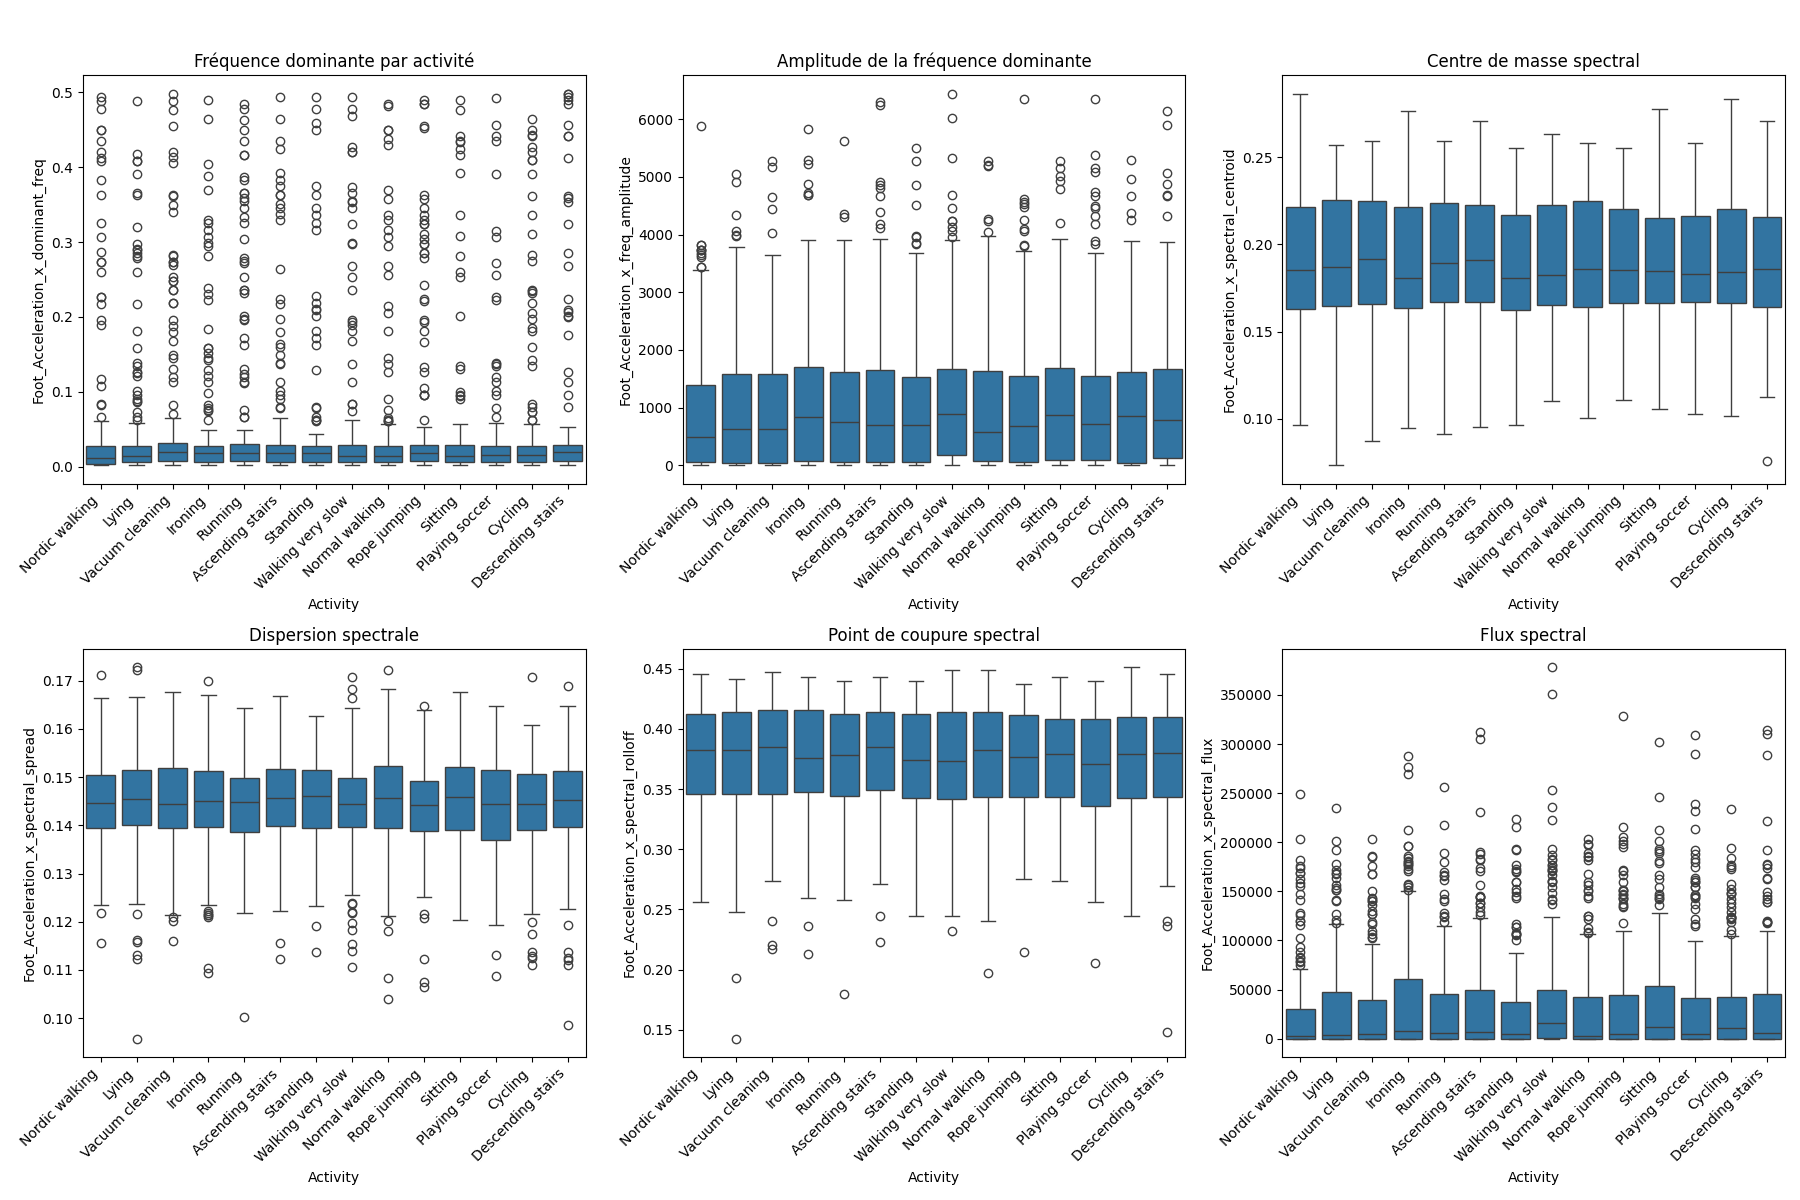 Fréquence dominante par activité
Foot_Acceleration_x_dominant_freq
0.5
0.4
0.3
0.2
0.1
0.0
Nordic walking
Lying
Vacuum cleaning
Ironing
Running
Ascending stairs
Standing
Walking very slow
Normal walking
Rope jumping
Sitting
Playing soccer
Cycling
Descending stairs
Activity
Amplitude de la fréquence dominante
Foot_Acceleration_x_freq_amplitude
6000
5000
4000
3000
2000
1000
0
Nordic walking
Lying
Vacuum cleaning
Ironing
Running
Ascending stairs
Standing
Walking very slow
Normal walking
Rope jumping
Sitting
Playing soccer
Cycling
Descending stairs
Activity
Centre de masse spectral
Foot_Acceleration_x_spectral_centroid
0.25
0.20
0.15
0.10
Nordic walking
Lying
Vacuum cleaning
Ironing
Running
Ascending stairs
Standing
Walking very slow
Normal walking
Rope jumping
Sitting
Playing soccer
Cycling
Descending stairs
Activity
Dispersion spectrale
Foot_Acceleration_x_spectral_spread
0.17
0.16
0.15
0.14
0.13
0.12
0.11
0.10
Nordic walking
Lying
Vacuum cleaning
Ironing
Running
Ascending stairs
Standing
Walking very slow
Normal walking
Rope jumping
Sitting
Playing soccer
Cycling
Descending stairs
Activity
Point de coupure spectral
Foot_Acceleration_x_spectral_rolloff
0.45
0.40
0.35
0.30
0.25
0.20
0.15
Nordic walking
Lying
Vacuum cleaning
Ironing
Running
Ascending stairs
Standing
Walking very slow
Normal walking
Rope jumping
Sitting
Playing soccer
Cycling
Descending stairs
Activity
Flux spectral
Foot_Acceleration_x_spectral_flux
350000
300000
250000
200000
150000
100000
50000
0
Nordic walking
Lying
Vacuum cleaning
Ironing
Running
Ascending stairs
Standing
Walking very slow
Normal walking
Rope jumping
Sitting
Playing soccer
Cycling
Descending stairs
Activity